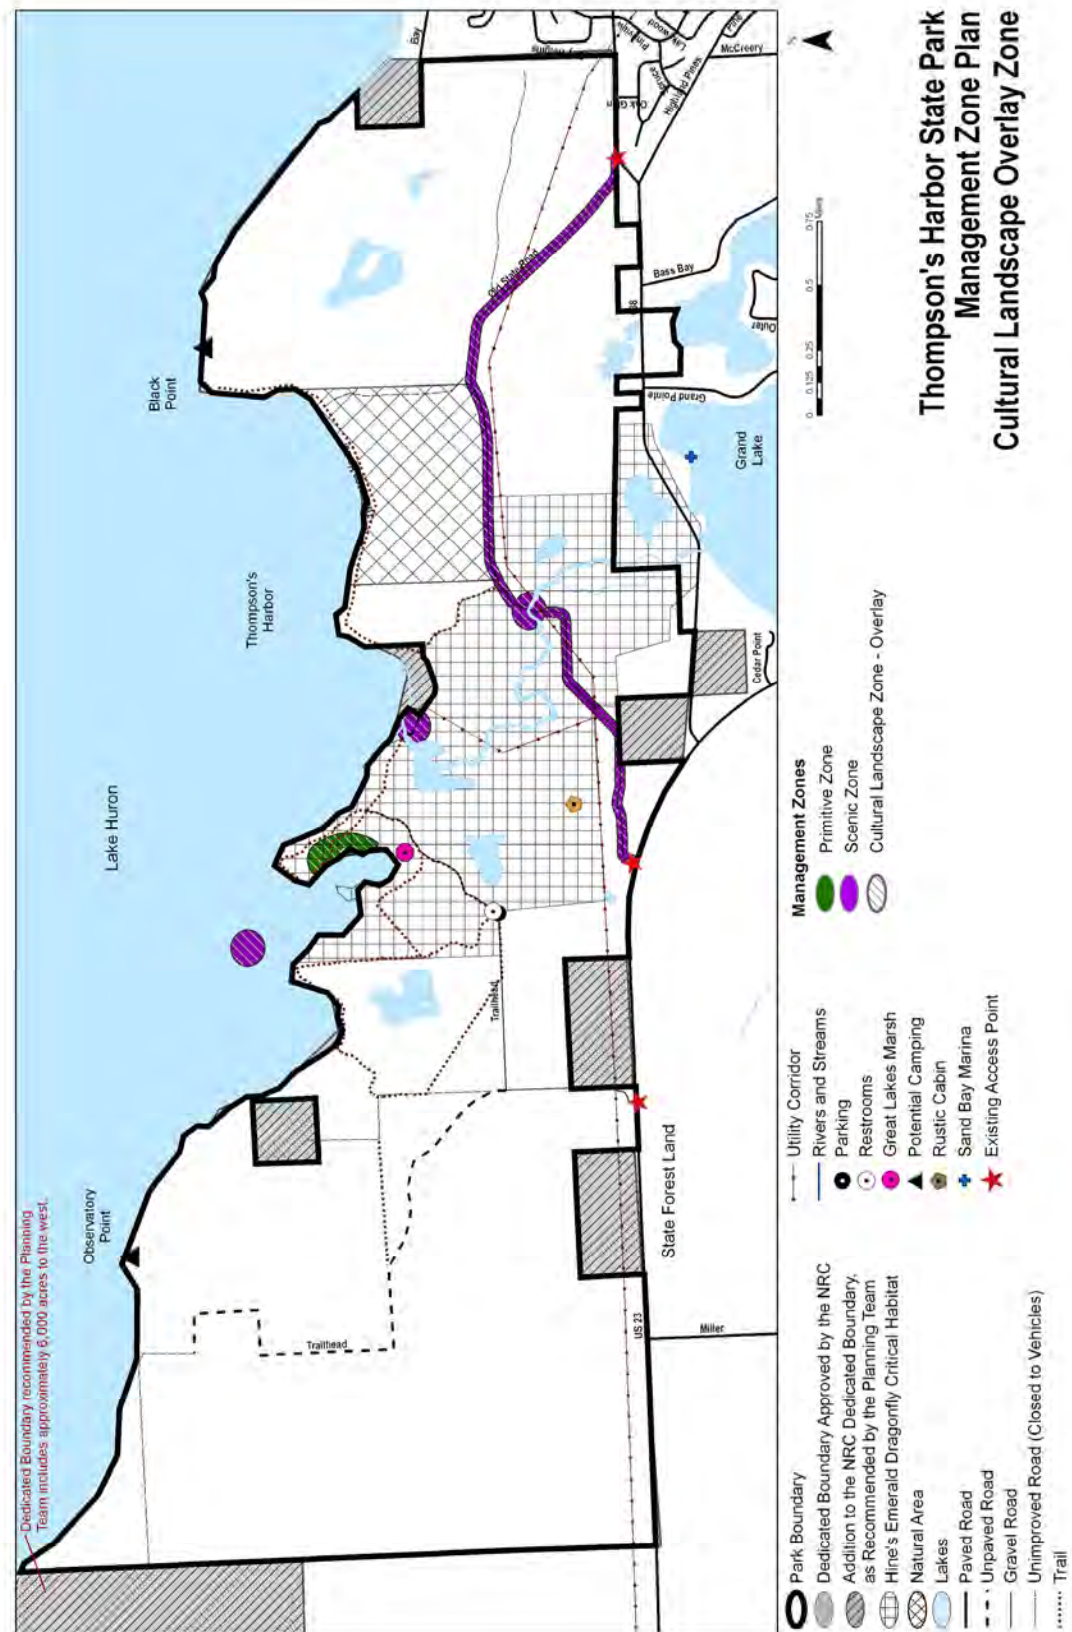 Thompson's Harbor State Park
Management Zone Plan
Cultural Landscape Overlay Zone
Dedicated Boundary recommended by the Planning
Team includes approximately 6,000 acres to the west.
Observatory
Point
Lake Huron
Thompson's
Harbor
Black
Point
Bay
Pineville
Laywood
Pine
Spruce
McCreery
Oak Glen
Highland Pines
Old State Road
Bass Bay
Outer
Grand Pointe
Grand
Lake
Cedar Point
Trailhead
Trailhead
State Forest Land
US 23
Miller
0 0.125 0.25 0.5 0.75
Miles
Park Boundary
Dedicated Boundary Approved by the NRC
Addition to the NRC Dedicated Boundary,
as Recommended by the Planning Team
Hine's Emerald Dragonfly Critical Habitat
Natural Area
Lakes
Paved Road
Unpaved Road
Gravel Road
Unimproved Road (Closed to Vehicles)
Trail
Utility Corridor
Rivers and Streams
Parking
Restrooms
Great Lakes Marsh
Potential Camping
Rustic Cabin
Sand Bay Marina
Existing Access Point
Management Zones
Primitive Zone
Scenic Zone
Cultural Landscape Zone - Overlay